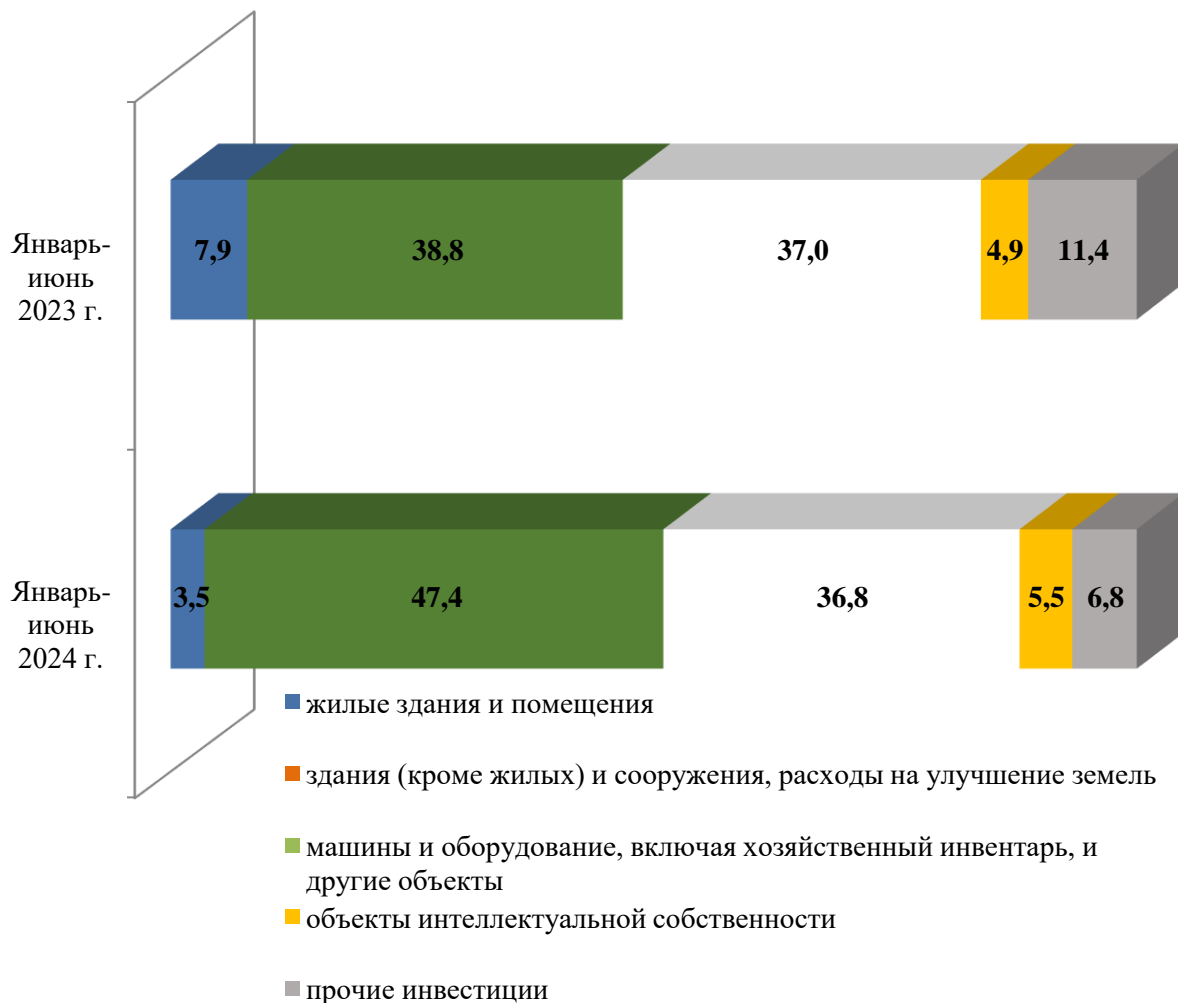 Январь-
июнь
2023 г.
7,9
38,8
37,0
4,9
11,4
Январь-
июнь
2024 г.
3,5
47,4
36,8
5,5
6,8
жилые здания и помещения
здания (кроме жилых) и сооружения, расходы на улучшение земель
машины и оборудование, включая хозяйственный инвентарь, и
другие объекты
объекты интеллектуальной собственности
прочие инвестиции